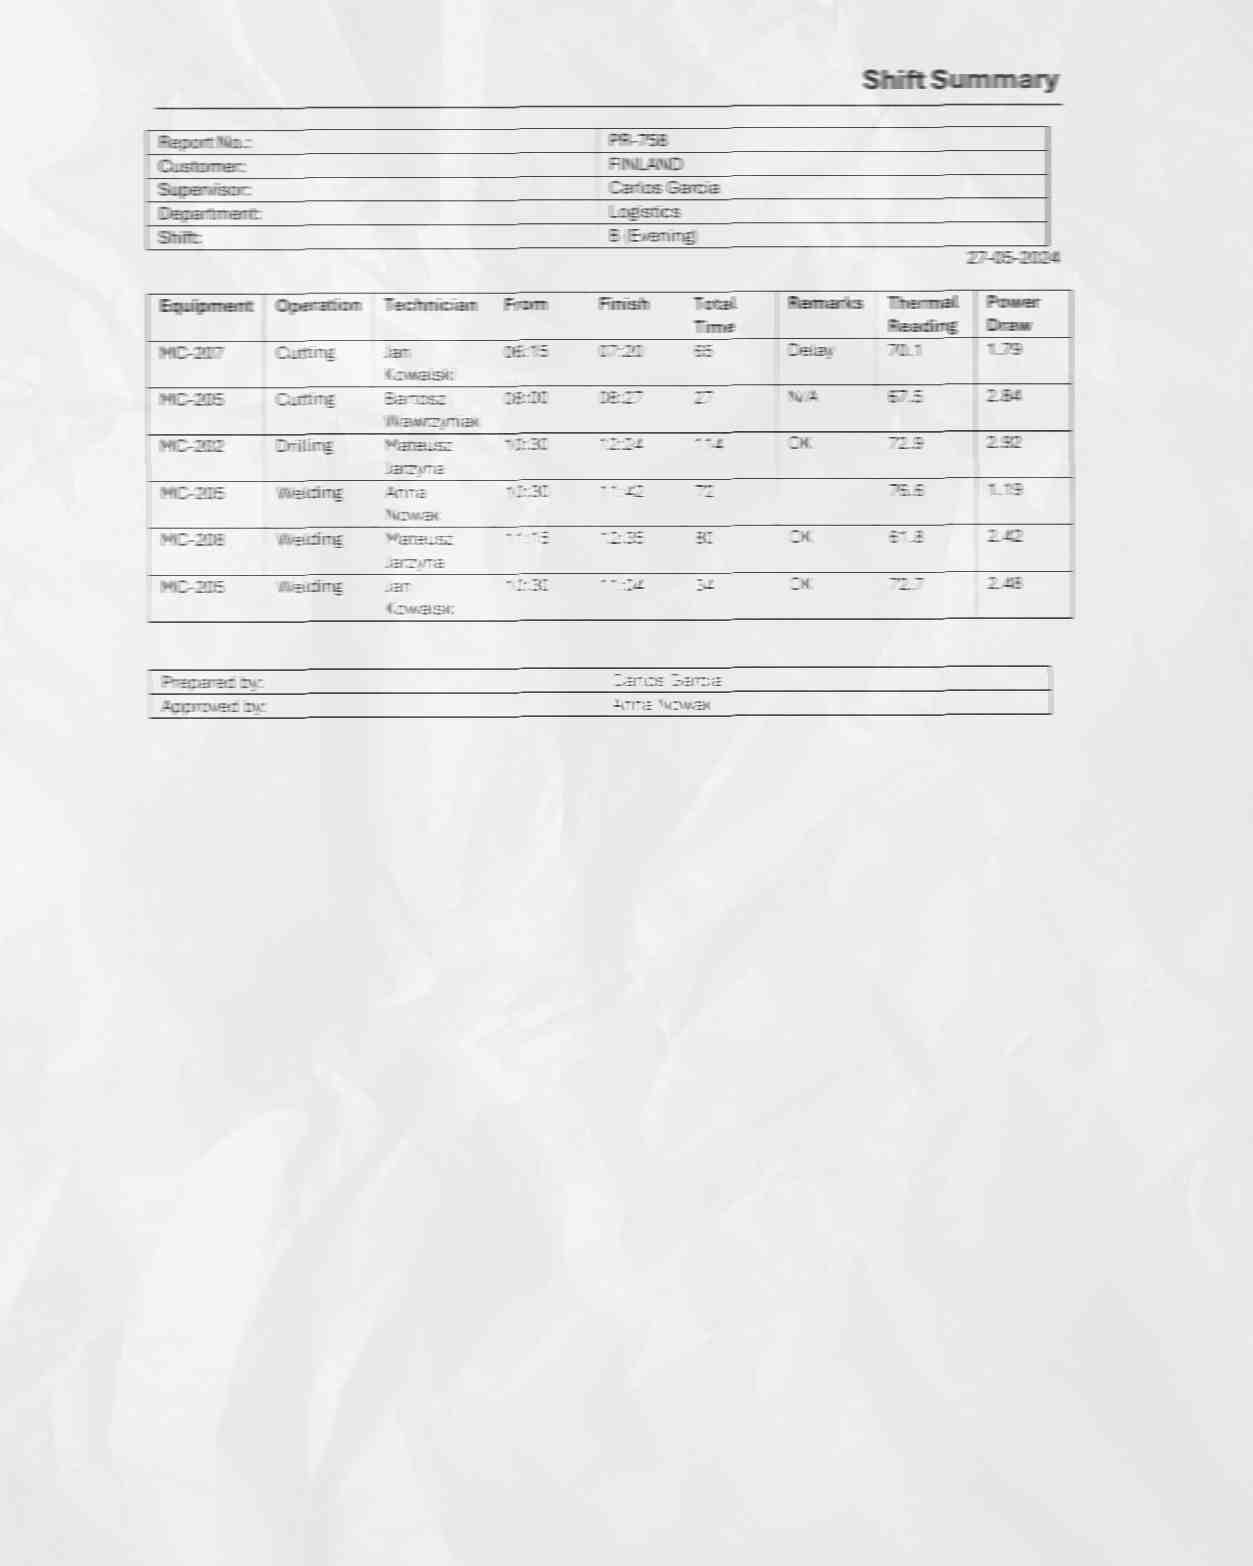 Shift Summary
Report No.: PR-758
Customer: FINLAND
Supervisor: Carlos Garcia
Department: Logistics
Shift: B (Evening)
27-05-2024
Equipment Operation Technician From Finish Total Remarks Thermal Power
Time Reading Draw
MC-207 Cutting Jan 06:15 07:20 65 Delay 70.1 1.79
Kowalski
MC-205 Cutting Bartosz 08:00 08:27 27 N/A 67.5 2.84
Wawrzyniak
MC-202 Drilling Mateusz 10:30 12:24 114 OK 72.9 2.92
Jarzyna
MC-205 Welding Anna 10:30 11:42 72 1.19
Nowak
MC-208 Welding Mateusz 11:15 12:35 80 OK 61.8 2.42
Jarzyna
MC-205 Welding Jan 10:30 11:04 34 OK 72.7 2.48
Kowalski
Prepared by: Carlos Garcia
Approved by: Anna Nowak